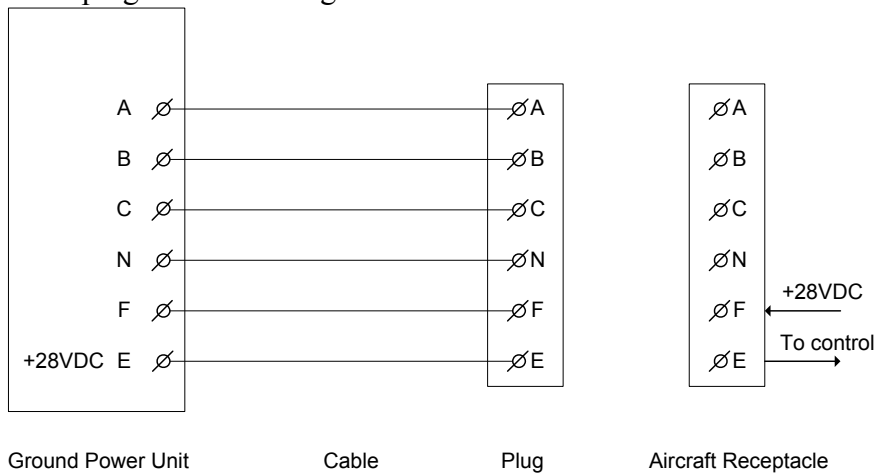 A A A
B B B
C C C
N N N
F F F +28VDC
+28VDC E E E To control
Ground Power Unit Cable Plug Aircraft Receptacle